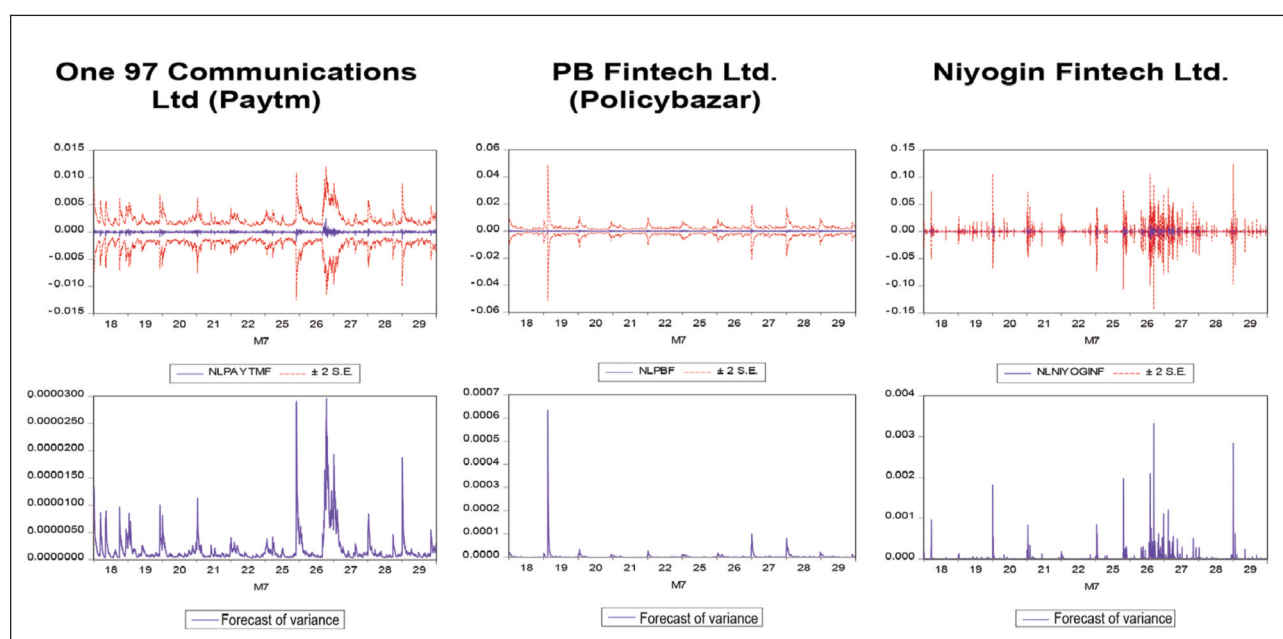 One 97 Communications
Ltd (Paytm)
0.015
0.010
0.005
0.000
-0.005
-0.010
-0.015
18 19 20 21 22 25 26 27 28 29
M7
NLPAYTMF ± 2 S.E.
0.0000300
0.0000250
0.0000200
0.0000150
0.0000100
0.0000050
0.0000000
18 19 20 21 22 25 26 27 28 29
M7
Forecast of variance
PB Fintech Ltd.
(Policybazar)
0.06
0.04
0.02
0.00
-0.02
-0.04
-0.06
18 19 20 21 22 25 26 27 28 29
M7
NLPBF ± 2 S.E.
0.0007
0.0006
0.0005
0.0004
0.0003
0.0002
0.0001
0.0000
18 19 20 21 22 25 26 27 28 29
M7
Forecast of variance
Niyogin Fintech Ltd.
0.15
0.10
0.05
0.00
-0.05
-0.10
-0.15
18 19 20 21 22 25 26 27 28 29
M7
NLNIYOGINF ± 2 S.E.
0.004
0.003
0.002
0.001
0.000
18 19 20 21 22 25 26 27 28 29
M7
Forecast of variance